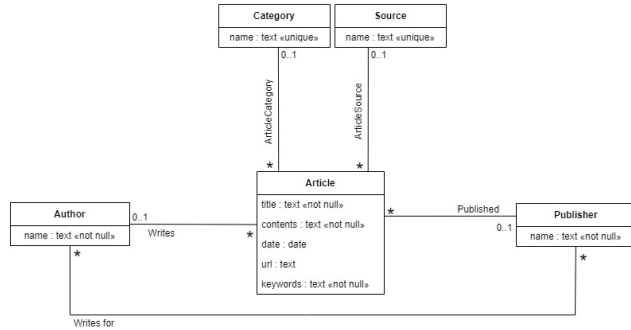 Category
name : text «unique»
Source
name : text «unique»
0..1
0..1
ArticleCategory
ArticleSource
*
*
Article
title : text «not null»
contents : text «not null»
date : date
url : text
keywords : text «not null»
Author
name : text «not null»
0..1
Writes
*
*
Published
0..1
Publisher
name : text «not null»
*
*
Writes for